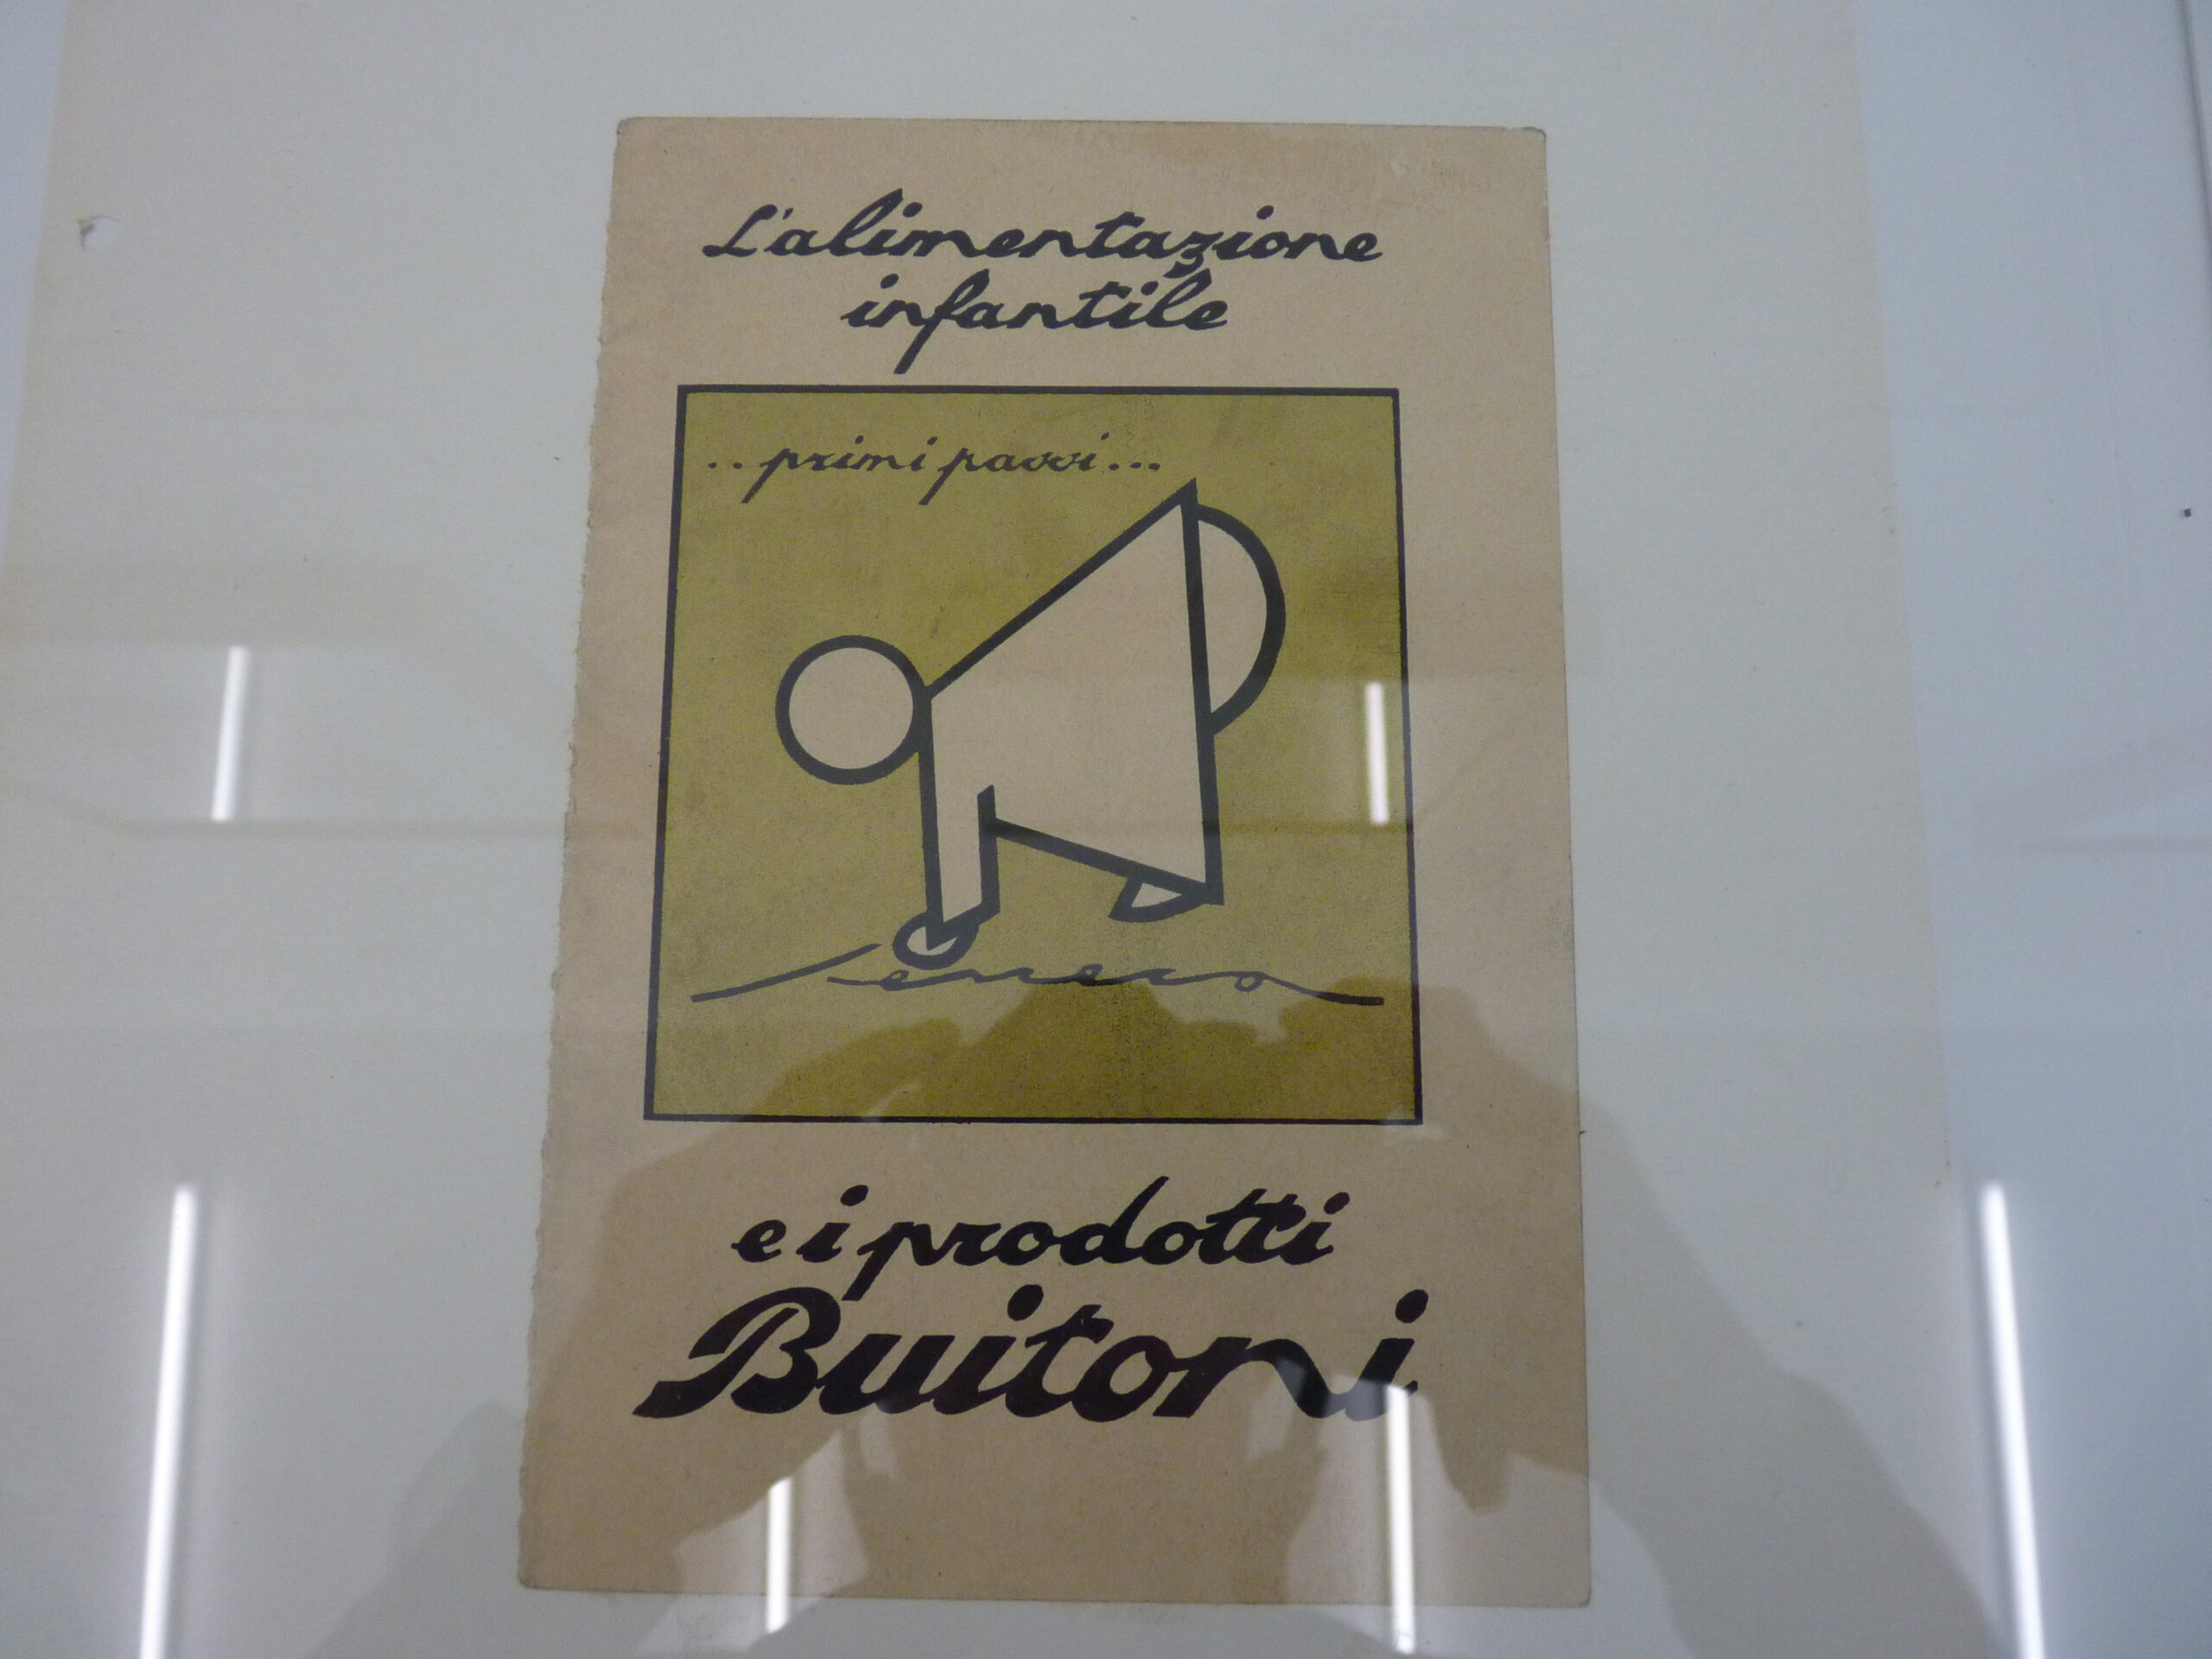 L'alimentazione
infantile
.. primi passi...
e i prodotti
Buitoni